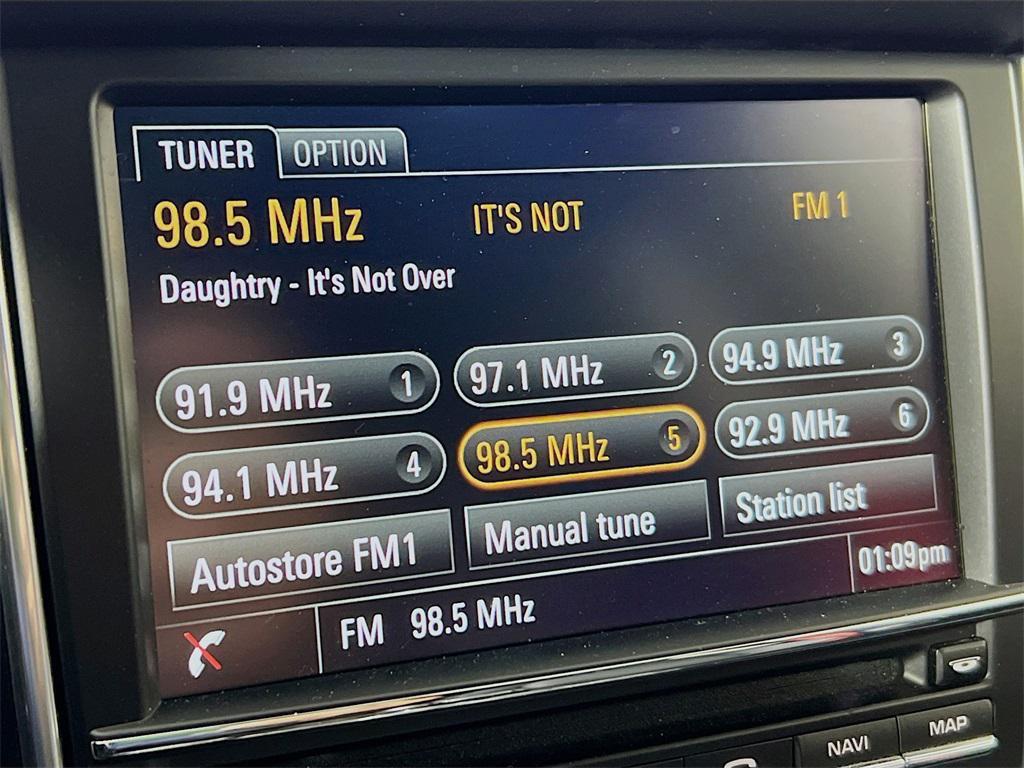 TUNER OPTION
98.5 MHz IT'S NOT FM 1
Daughtry - It's Not Over
91.9 MHz 1 97.1 MHz 2 94.9 MHz 3
94.1 MHz 4 98.5 MHz 5 92.9 MHz 6
Autostore FM1 Manual tune Station list
FM 98.5 MHz 01:09pm
NAVI MAP